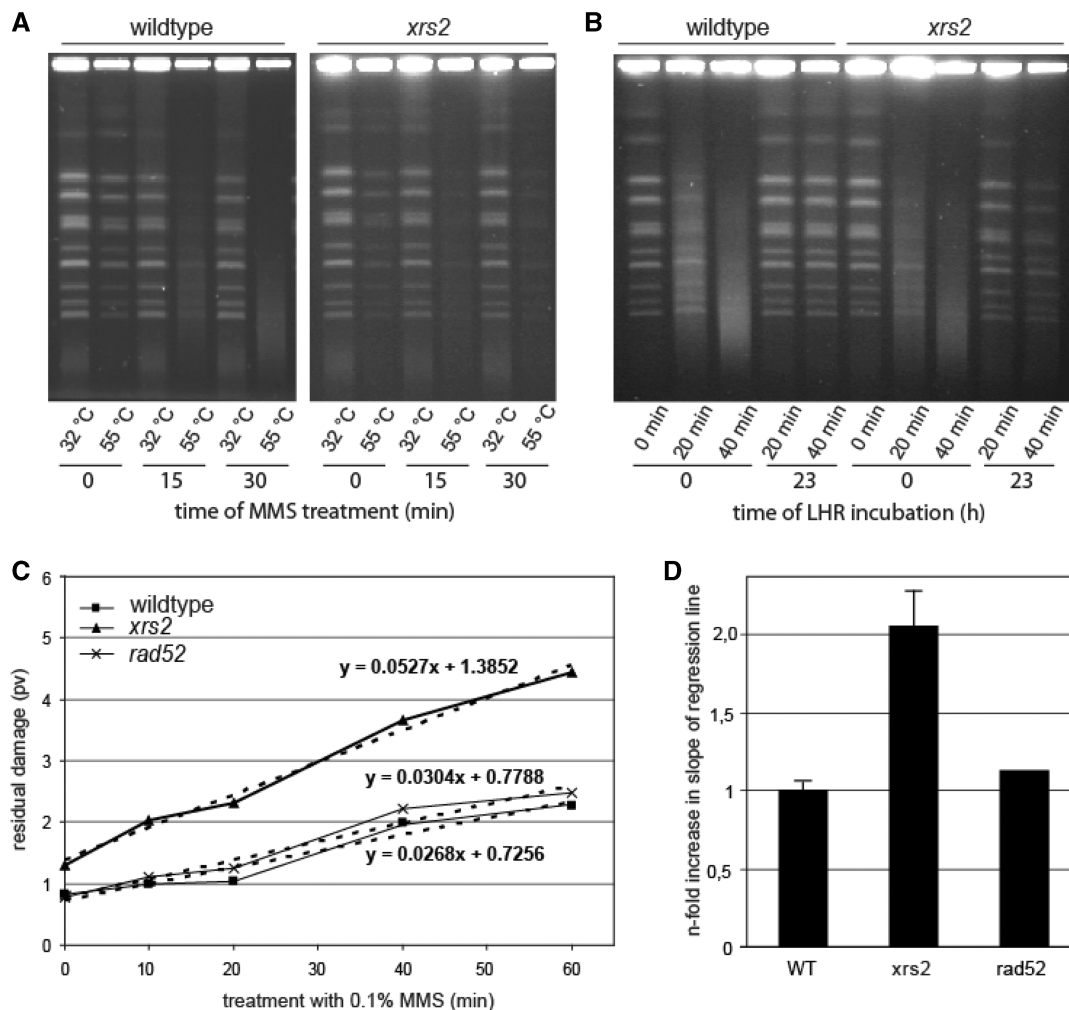 A
wildtype
xrs2
32 °C 55 °C 32 °C 55 °C 32 °C 55 °C
32 °C 55 °C 32 °C 55 °C 32 °C 55 °C
0 15 30
0 15 30
time of MMS treatment (min)
B
wildtype
xrs2
0 min 20 min 40 min 20 min 40 min 0 min 20 min 40 min 20 min 40 min
0 23 0 23
time of LHR incubation (h)
C
6
5
4
3
2
1
0
residual damage (pv)
wildtype
xrs2
rad52
y = 0.0527x + 1.3852
y = 0.0304x + 0.7788
y = 0.0268x + 0.7256
0 10 20 30 40 50 60
treatment with 0.1% MMS (min)
D
n-fold increase in slope of regression line
2,0
1,5
1
0,5
0
WT xrs2 rad52